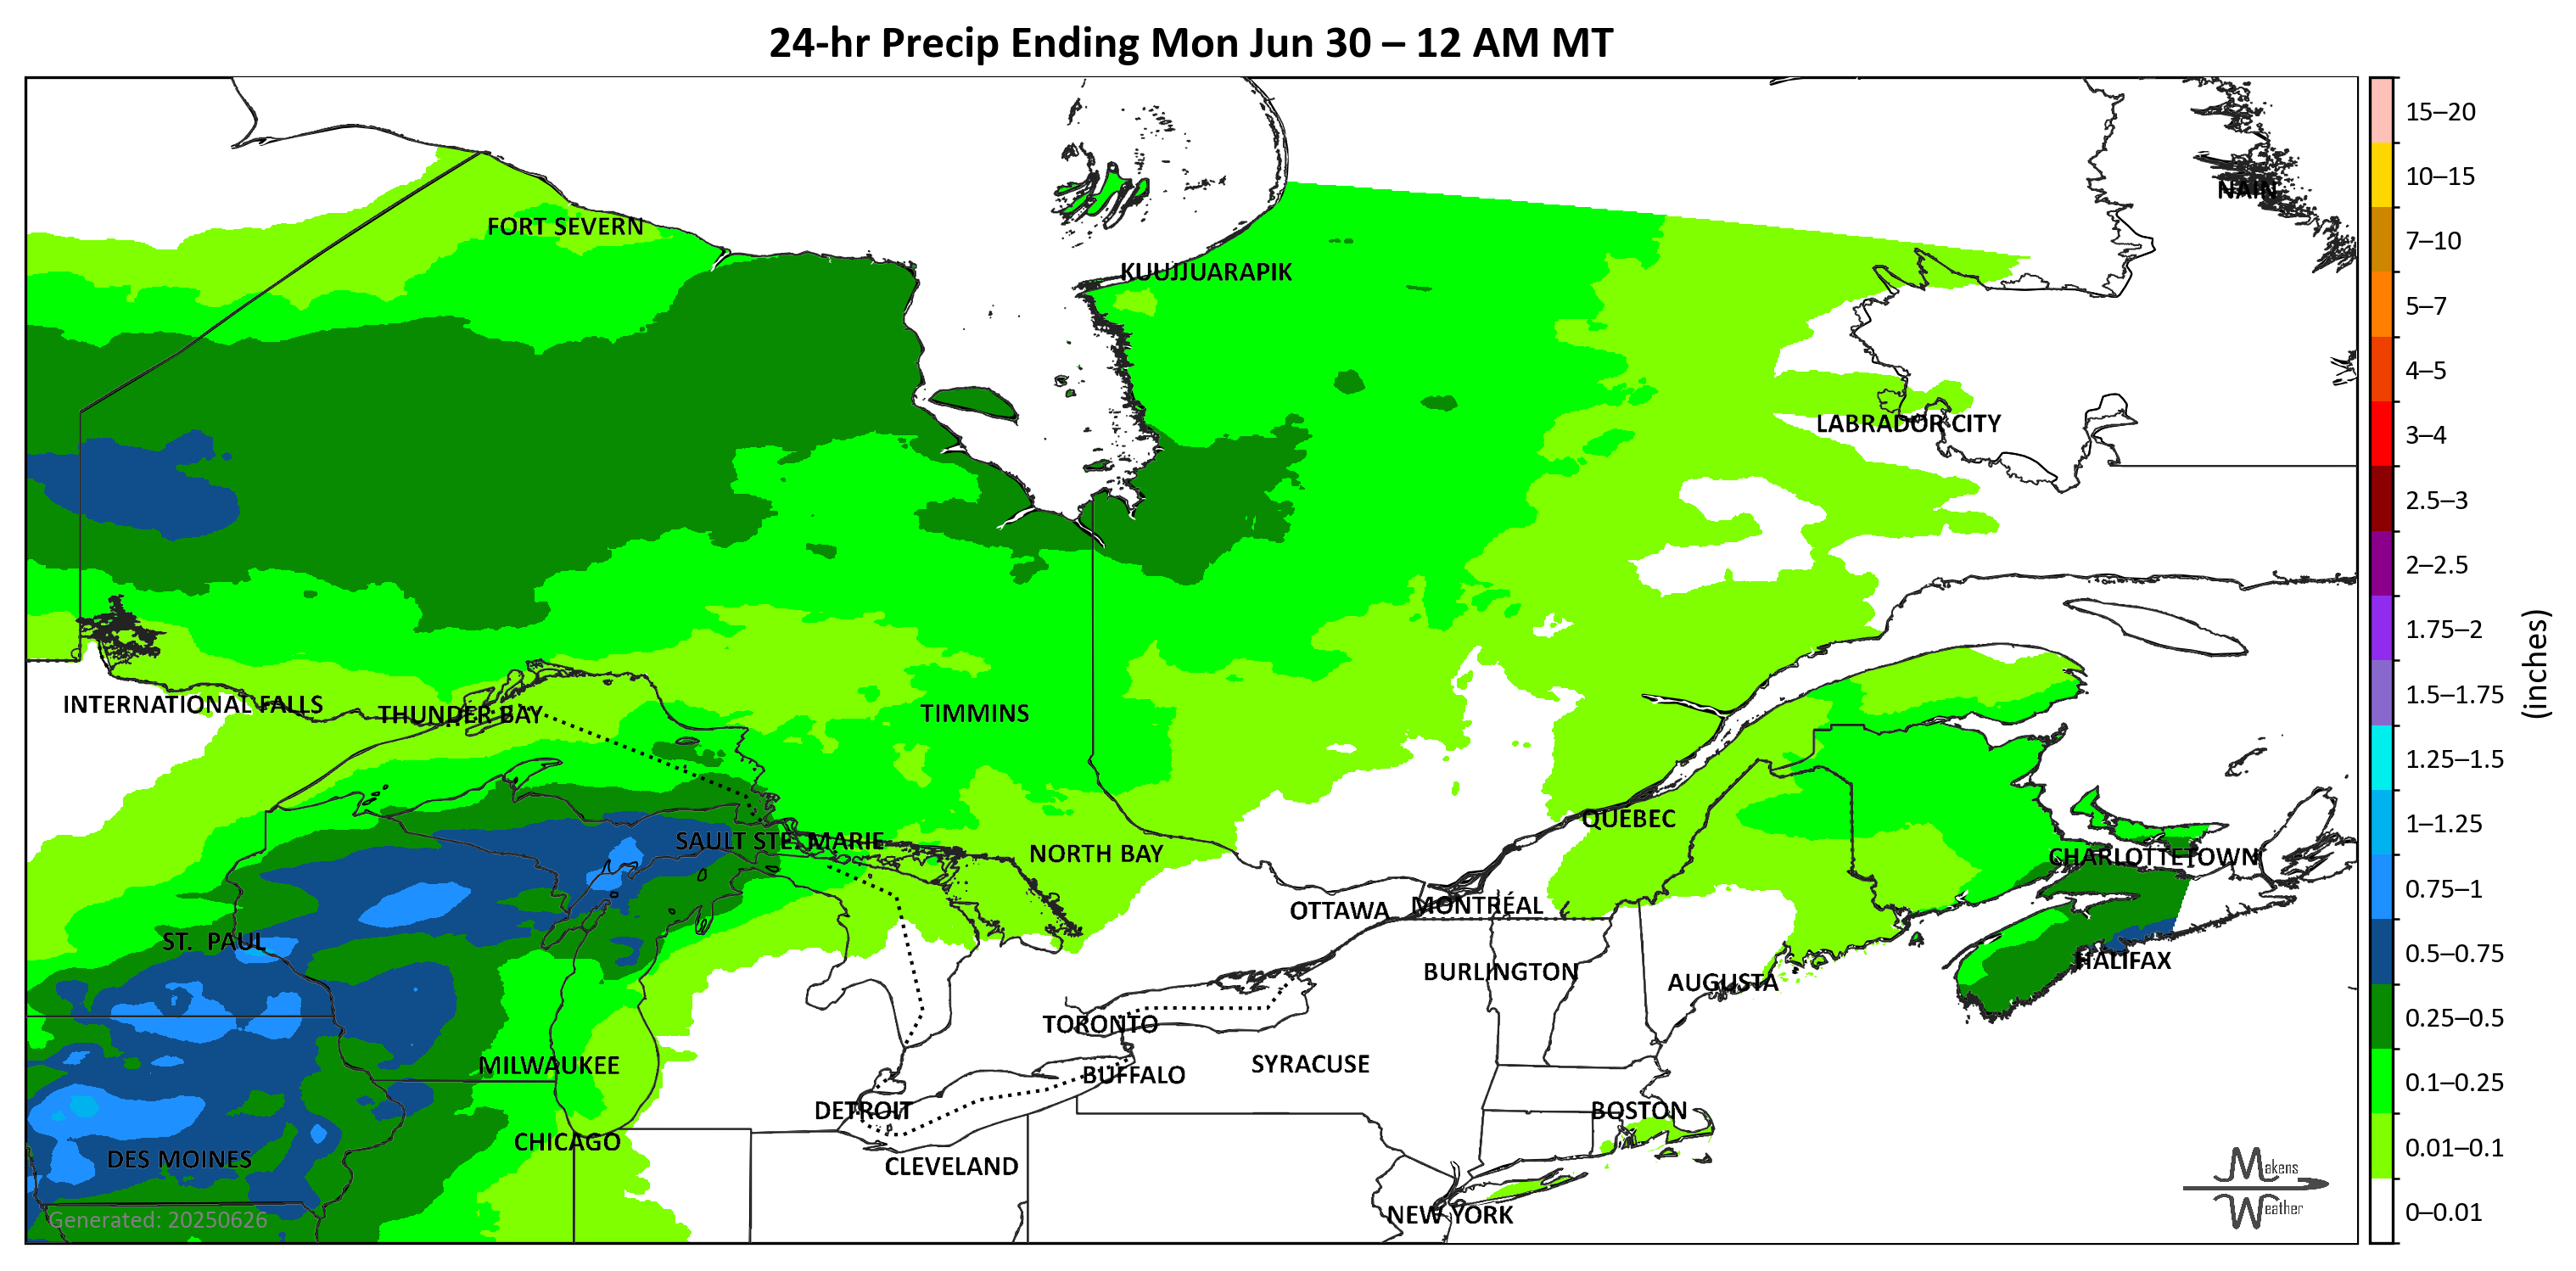 24-hr Precip Ending Mon Jun 30 – 12 AM MT
NAIN
FORT SEVERN
KUUJJUARAPIK
LABRADOR CITY
INTERNATIONAL FALLS
THUNDER BAY
TIMMINS
QUÉBEC
SAULT STE. MARIE
NORTH BAY
CHARLOTTETOWN
OTTAWA
MONTRÉAL
ST. PAUL
HALIFAX
BURLINGTON
AUGUSTA
TORONTO
MILWAUKEE
BUFFALO
SYRACUSE
DETROIT
BOSTON
CHICAGO
DES MOINES
CLEVELAND
NEW YORK
Generated: 20250626
Makens
Weather
15–20
10–15
7–10
5–7
4–5
3–4
2.5–3
2–2.5
1.75–2
1.5–1.75
1.25–1.5
1–1.25
0.75–1
0.5–0.75
0.25–0.5
0.1–0.25
0.01–0.1
0–0.01
(inches)